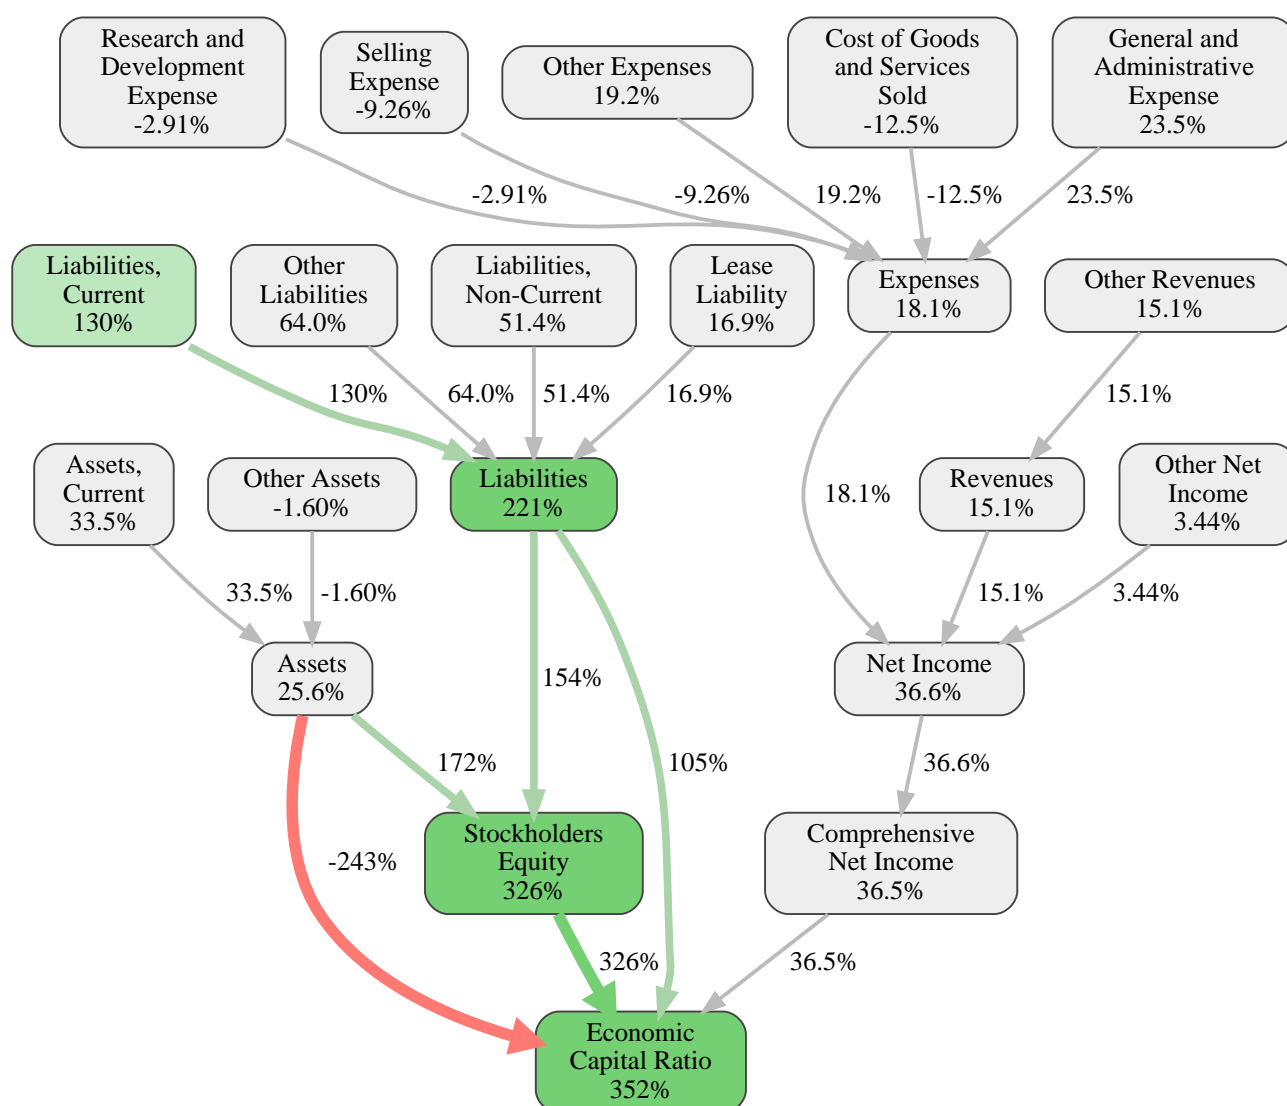 Research and
Development
Expense
-2.91%
Selling
Expense
-9.26%
Other Expenses
19.2%
Cost of Goods
and Services
Sold
-12.5%
General and
Administrative
Expense
23.5%
-2.91%
-9.26%
19.2%
-12.5%
23.5%
Liabilities,
Current
130%
Other
Liabilities
64.0%
Liabilities,
Non-Current
51.4%
Lease
Liability
16.9%
Expenses
18.1%
Other Revenues
15.1%
130%
64.0%
51.4%
16.9%
15.1%
Assets,
Current
33.5%
Other Assets
-1.60%
Liabilities
221%
18.1%
Revenues
15.1%
Other Net
Income
3.44%
33.5%
-1.60%
15.1%
3.44%
Assets
25.6%
154%
Net Income
36.6%
172%
105%
36.6%
-243%
Stockholders
Equity
326%
Comprehensive
Net Income
36.5%
326%
36.5%
Economic
Capital Ratio
352%